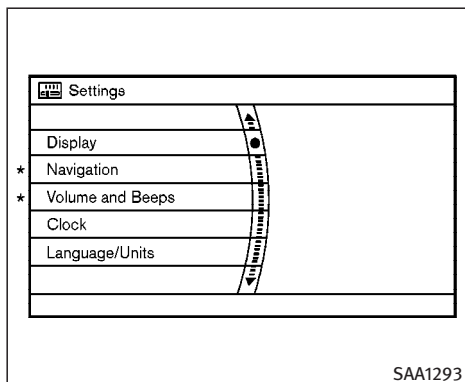 Settings
Display
* Navigation
* Volume and Beeps
Clock
Language/Units
SAA1293